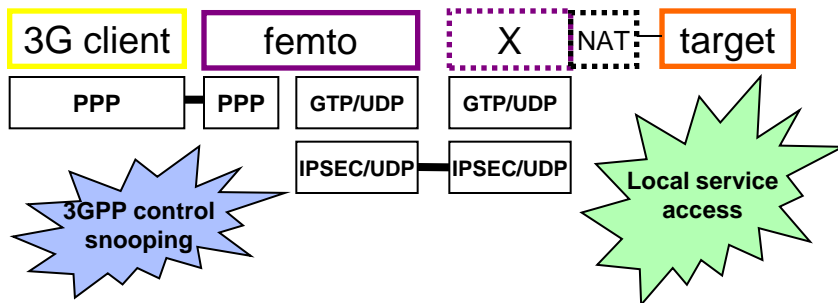 3G client femto X NAT target
PPP PPP GTP/UDP GTP/UDP
IPSEC/UDP IPSEC/UDP
3GPP control
snooping
Local service
access